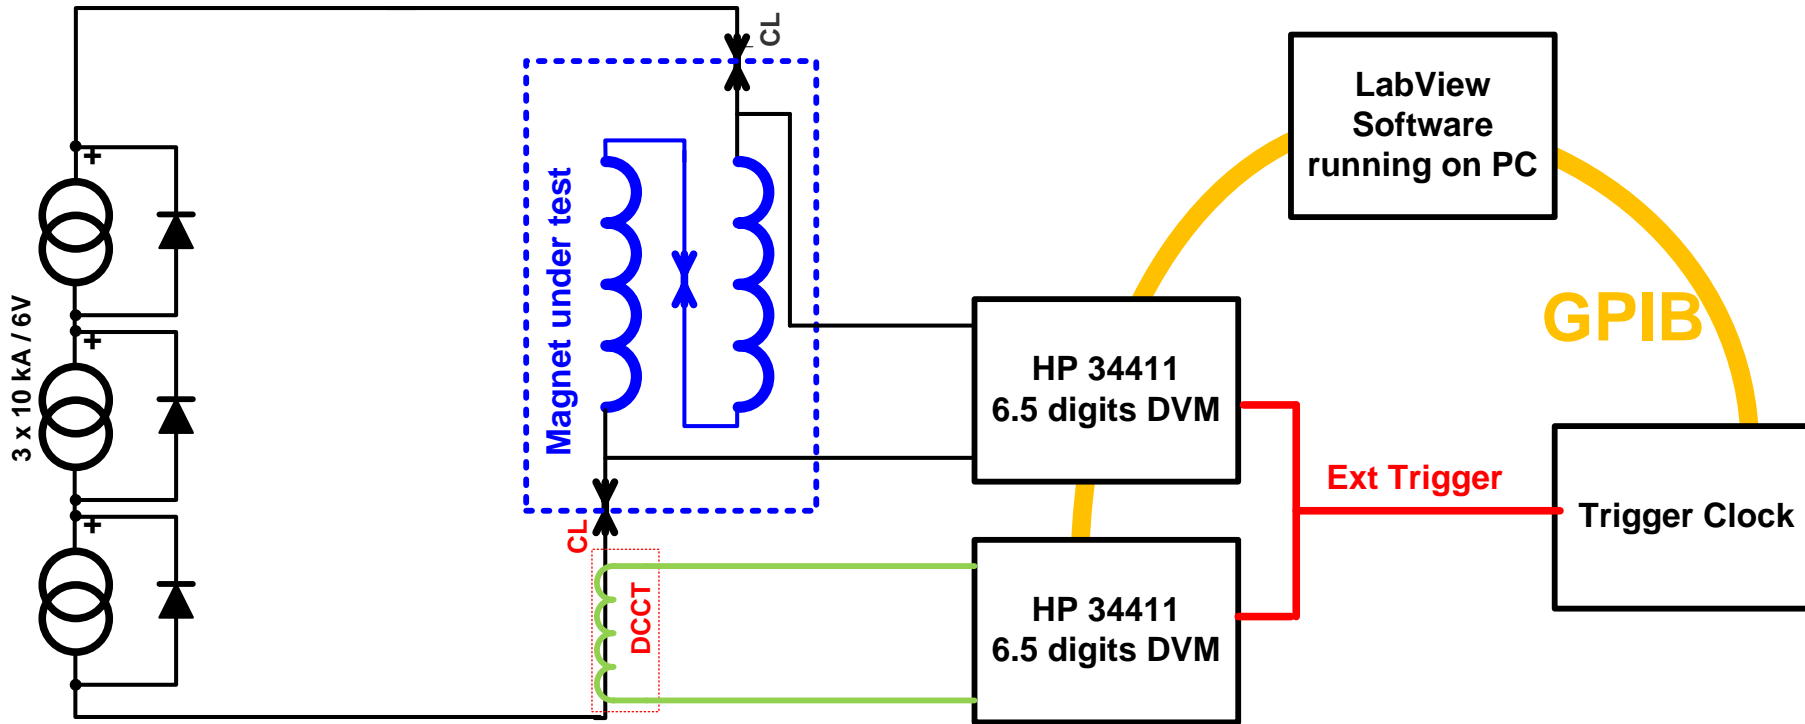 CL
LabView
Software
running on PC
+
Magnet under test
GPIB
3 x 10 kA / 6V
+
HP 34411
6.5 digits DVM
Ext Trigger
Trigger Clock
+
CL
DCCT
HP 34411
6.5 digits DVM